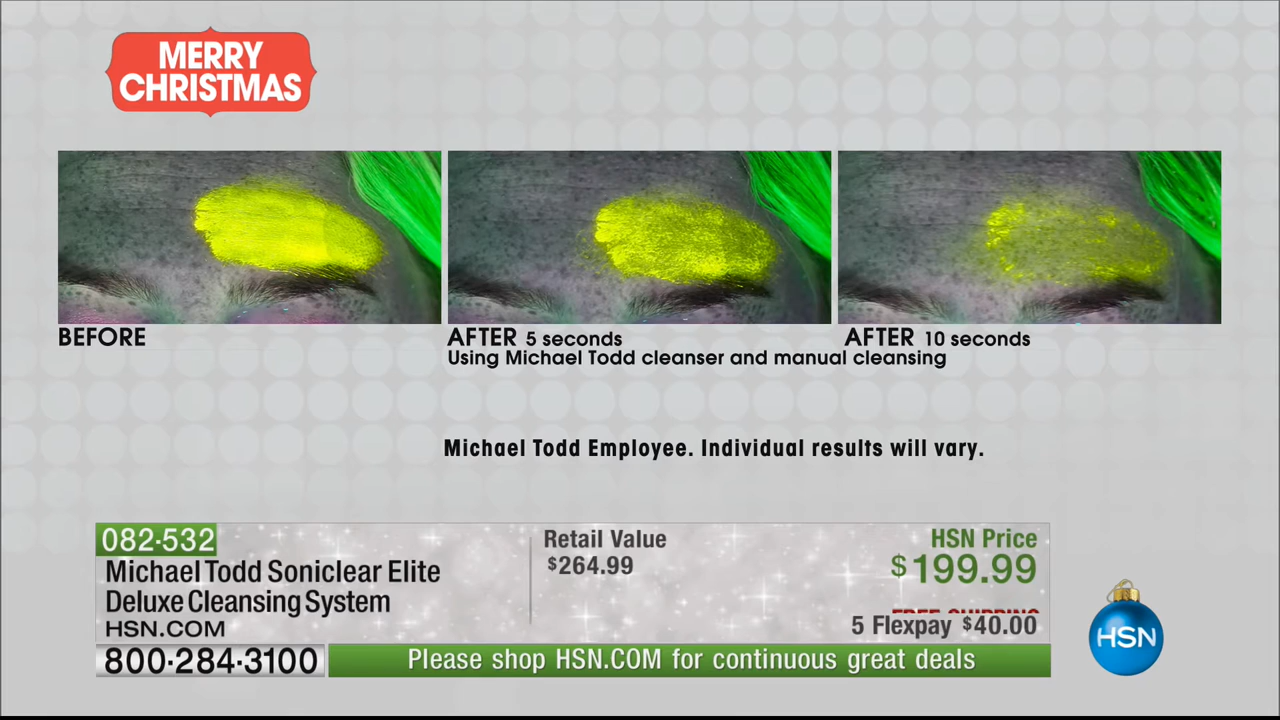 MERRY
CHRISTMAS
BEFORE
AFTER 5 seconds
Using Michael Todd cleanser and manual cleansing
AFTER 10 seconds
Michael Todd Employee. Individual results will vary.
082-532
Michael Todd Soniclear Elite
Deluxe Cleansing System
HSN.COM
Retail Value
$264.99
HSN Price
$199.99
FREE SHIPPING
5 Flexpay $40.00
HSN
800-284-3100
Please shop HSN.COM for continuous great deals